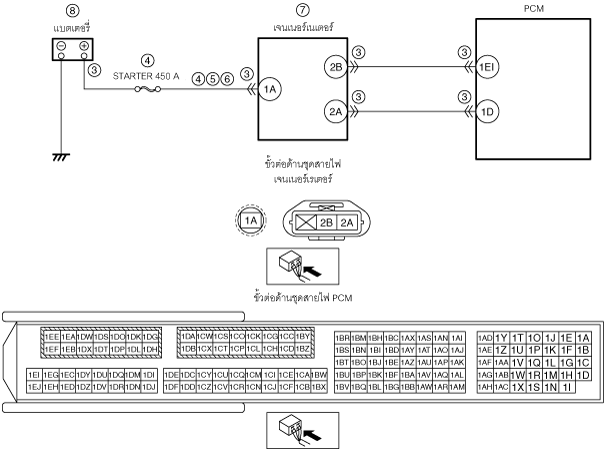 ⑧ ⑦ PCM
แบตเตอรี่ เจนเนอร์เนเตอร์
④ ③ ③
⊖ ⊕ ③ STARTER 450 A ④⑤⑥ ③ 1A 2B 1EI
③ ③
2A 1D
ขั้วต่อด้านชุดสายไฟ
เจนเนอร์เรเตอร์
1A 2B 2A
ขั้วต่อด้านชุดสายไฟ PCM
1EE 1EA 1DW 1DS 1DO 1DK 1DG 1DA 1CW 1CS 1CO 1CK 1CG 1CC 1BY 1BR 1BM 1BH 1BC 1AX 1AS 1AN 1AI 1AD 1Y 1T 1O 1J 1E 1A
1EF 1EB 1DX 1DT 1DP 1DL 1DH 1DB 1CX 1CT 1CP 1CL 1CH 1CD 1BZ 1BS 1BN 1BI 1BD 1AY 1AT 1AO 1AJ 1AE 1Z 1U 1P 1K 1F 1B
1BT 1BO 1BJ 1BE 1AZ 1AU 1AP 1AK 1AF 1AA 1V 1Q 1L 1G 1C
1EI 1EG 1EC 1DY 1DU 1DQ 1DM 1DI 1DE 1DC 1CY 1CU 1CQ 1CM 1CI 1CE 1CA 1BW 1BU 1BP 1BK 1BF 1BA 1AV 1AQ 1AL 1AG 1AB 1W 1R 1M 1H 1D
1EJ 1EH 1ED 1DZ 1DV 1DR 1DN 1DJ 1DF 1DD 1CZ 1CV 1CR 1CN 1CJ 1CF 1CB 1BX 1BV 1BQ 1BL 1BG 1BB 1AW 1AR 1AM 1AH 1AC 1X 1S 1N 1I